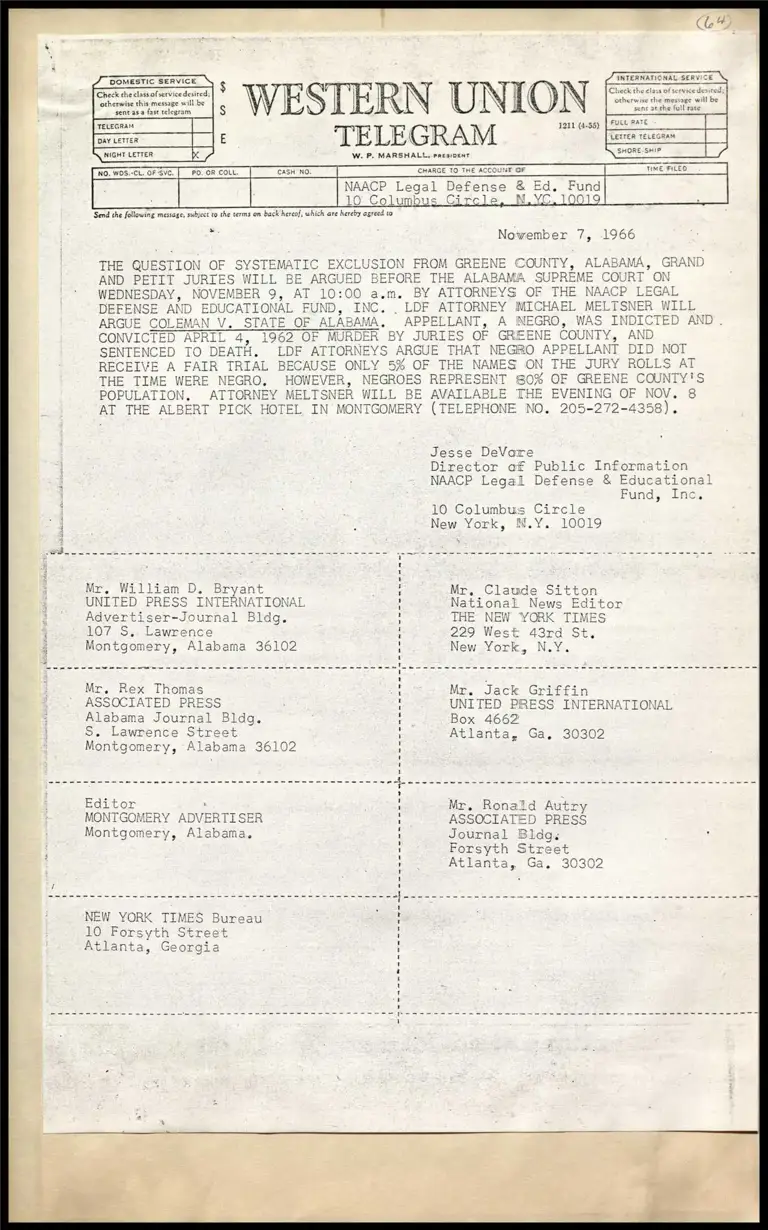 (64)
DOMESTIC SERVICE
Check the class of service desired;
otherwise this message will be
sent as a fast telegram
TELEGRAM
DAY LETTER
NIGHT LETTER X
$
S
E
WESTERN UNION
TELEGRAM
1211 (4-55)
W. P. MARSHALL, PRESIDENT
INTERNATIONAL SERVICE
Check the class of service desired;
otherwise the message will be
sent at the full rate
FULL RATE
LETTER TELEGRAM
SHORE-SHIP
NO. WDS.-CL. OF SVC. PD. OR COLL. CASH NO. CHARGE TO THE ACCOUNT OF TIME FILED
NAACP Legal Defense & Ed. Fund
10 Columbus Circle, N.YC.10019
Send the following message, subject to the terms on back hereof, which are hereby agreed to
November 7, 1966
THE QUESTION OF SYSTEMATIC EXCLUSION FROM GREENE COUNTY, ALABAMA, GRAND
AND PETIT JURIES WILL BE ARGUED BEFORE THE ALABAMA SUPREME COURT ON
WEDNESDAY, NOVEMBER 9, AT 10:00 a.m. BY ATTORNEYS OF THE NAACP LEGAL
DEFENSE AND EDUCATIONAL FUND, INC. LDF ATTORNEY MICHAEL MELTSNER WILL
ARGUE COLEMAN V. STATE OF ALABAMA. APPELLANT, A NEGRO, WAS INDICTED AND
CONVICTED APRIL 4, 1962 OF MURDER BY JURIES OF GREENE COUNTY, AND
SENTENCED TO DEATH. LDF ATTORNEYS ARGUE THAT NEGRO APPELLANT DID NOT
RECEIVE A FAIR TRIAL BECAUSE ONLY 5% OF THE NAMES ON THE JURY ROLLS AT
THE TIME WERE NEGRO. HOWEVER, NEGROES REPRESENT 80% OF GREENE COUNTY'S
POPULATION. ATTORNEY MELTSNER WILL BE AVAILABLE THE EVENING OF NOV. 8
AT THE ALBERT PICK HOTEL IN MONTGOMERY (TELEPHONE NO. 205-272-4358).
Jesse DeVore
Director of Public Information
NAACP Legal Defense & Educational
Fund, Inc.
10 Columbus Circle
New York, N.Y. 10019
Mr. William D. Bryant
UNITED PRESS INTERNATIONAL
Advertiser-Journal Bldg.
107 S. Lawrence
Montgomery, Alabama 36102
Mr. Claude Sitton
National News Editor
THE NEW YORK TIMES
229 West 43rd St.
New York, N.Y.
Mr. Rex Thomas
ASSOCIATED PRESS
Alabama Journal Bldg.
S. Lawrence Street
Montgomery, Alabama 36102
Mr. Jack Griffin
UNITED PRESS INTERNATIONAL
Box 4662
Atlanta, Ga. 30302
Editor
MONTGOMERY ADVERTISER
Montgomery, Alabama.
Mr. Ronald Autry
ASSOCIATED PRESS
Journal Bldg.
Forsyth Street
Atlanta, Ga. 30302
NEW YORK TIMES Bureau
10 Forsyth Street
Atlanta, Georgia